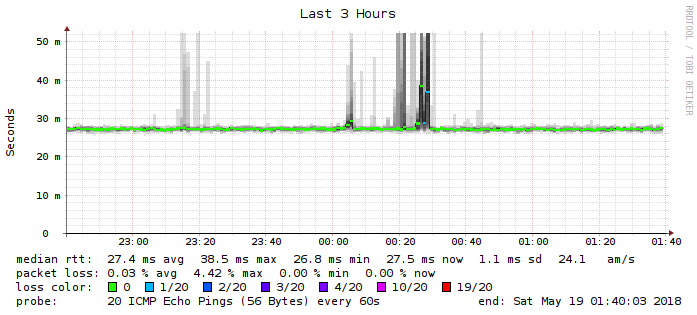 Last 3 Hours
RRDTOOL / TOBI OETIKER
Seconds
50 m
40 m
30 m
20 m
10 m
0
23:00 23:20 23:40 00:00 00:20 00:40 01:00 01:20 01:40
median rtt: 27.4 ms avg 38.5 ms max 26.8 ms min 27.5 ms now 1.1 ms sd 24.1 am/s
packet loss: 0.03 % avg 4.42 % max 0.00 % min 0.00 % now
loss color: 0 1/20 2/20 3/20 4/20 10/20 19/20
probe: 20 ICMP Echo Pings (56 Bytes) every 60s end: Sat May 19 01:40:03 2018